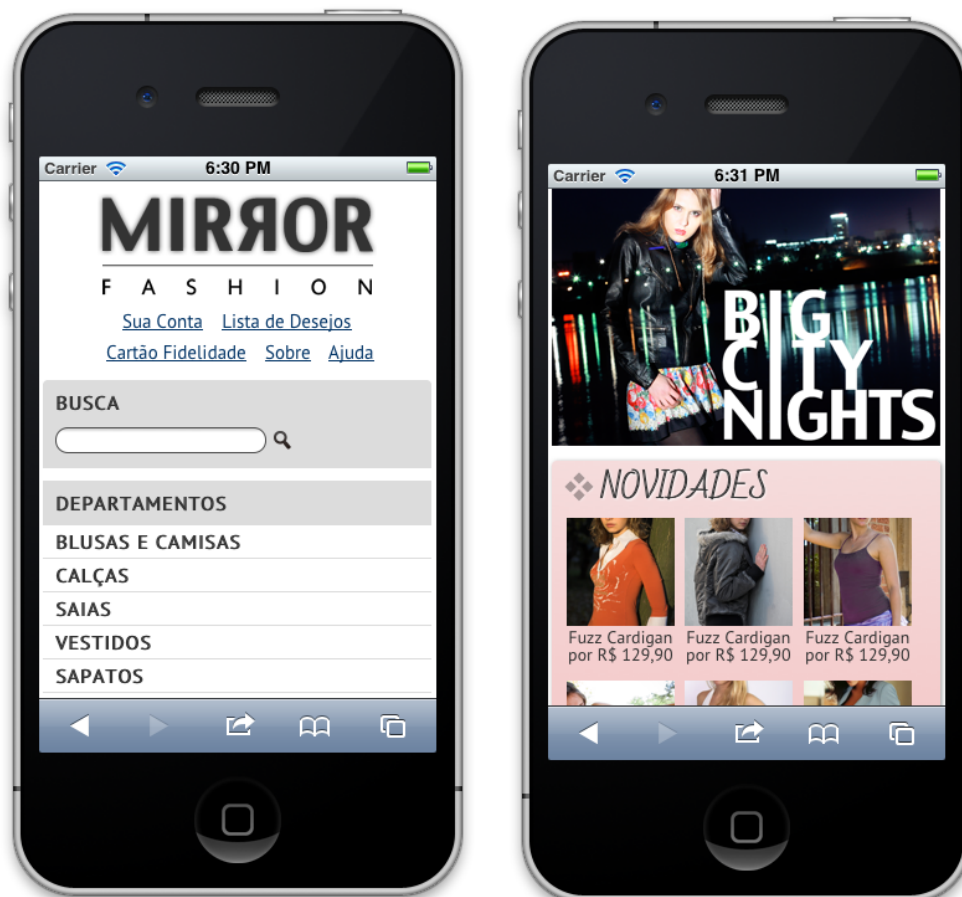 Carrier 6:30 PM
MIRЯOR
FASHION
Sua Conta Lista de Desejos
Cartão Fidelidade Sobre Ajuda
BUSCA
DEPARTAMENTOS
BLUSAS E CAMISAS
CALÇAS
SAIAS
VESTIDOS
SAPATOS
Carrier 6:31 PM
BIG
CITY
NIGHTS
NOVIDADES
Fuzz Cardigan Fuzz Cardigan Fuzz Cardigan
por R$ 129,90 por R$ 129,90 por R$ 129,90